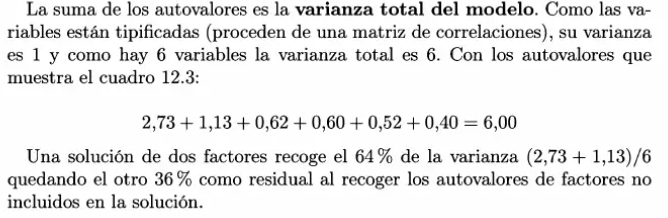 La suma de los autovalores es la varianza total del modelo. Como las va-
riables están tipificadas (proceden de una matriz de correlaciones), su varianza
es 1 y como hay 6 variables la varianza total es 6. Con los autovalores que
muestra el cuadro 12.3:
2,73 + 1,13 + 0,62 + 0,60 + 0,52 + 0,40 = 6,00
Una solución de dos factores recoge el 64 % de la varianza (2,73 + 1,13)/6
quedando el otro 36 % como residual al recoger los autovalores de factores no
incluidos en la solución.